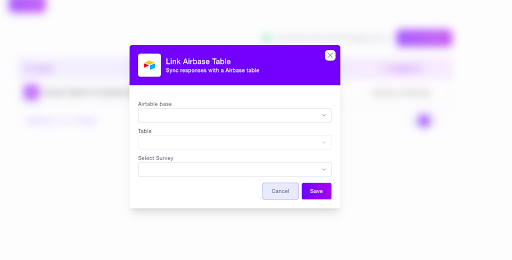 Link Airbase Table
Sync responses with a Airbase table
Airtable base
Table
Select Survey
Cancel
Save